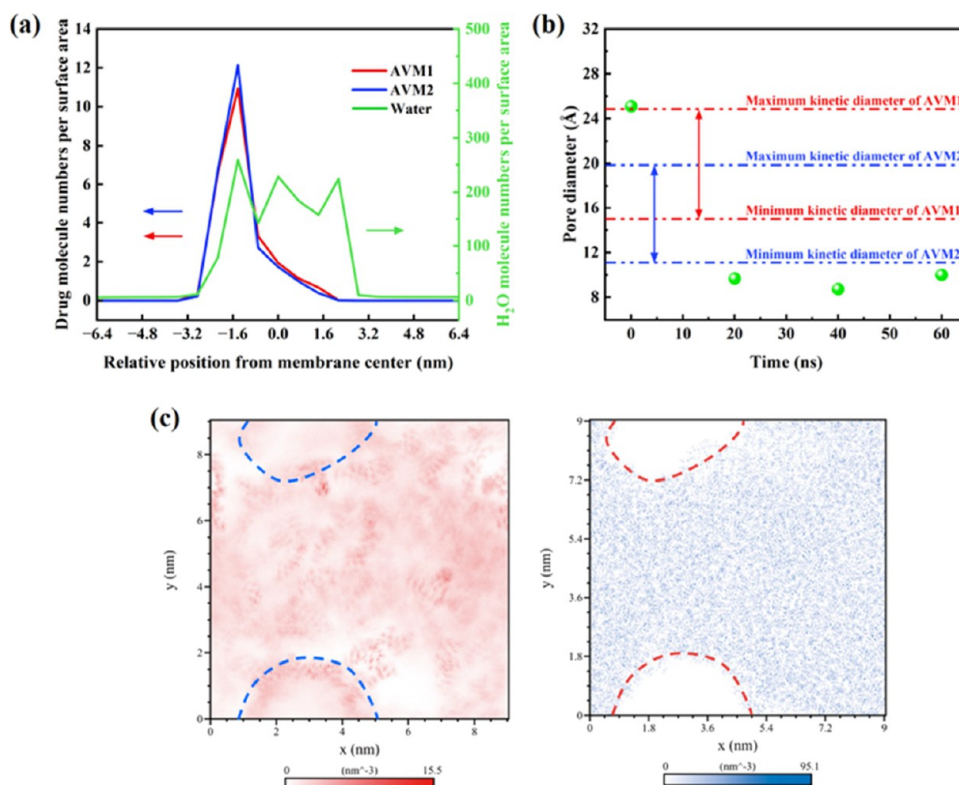 (a)
14
12
10
8
6
4
2
0
Drug molecule numbers per surface area
AVM1
AVM2
Water
500
400
300
200
100
0
H₂O molecule numbers per surface area
−6.4 −4.8 −3.2 −1.6 0.0 1.6 3.2 4.8 6.4
Relative position from membrane center (nm)
(b)
32
28
24
20
16
12
8
Pore diameter (Å)
Maximum kinetic diameter of AVM1
Maximum kinetic diameter of AVM2
Minimum kinetic diameter of AVM1
Minimum kinetic diameter of AVM2
0 10 20 30 40 50 60
Time (ns)
(c)
8
6
4
2
0
y (nm)
0 2 4 6 8
x (nm)
0 (nm^-3) 15.5
9
7.2
5.4
3.6
1.8
0
y (nm)
0 1.8 3.6 5.4 7.2 9
x (nm)
0 (nm^-3) 95.1